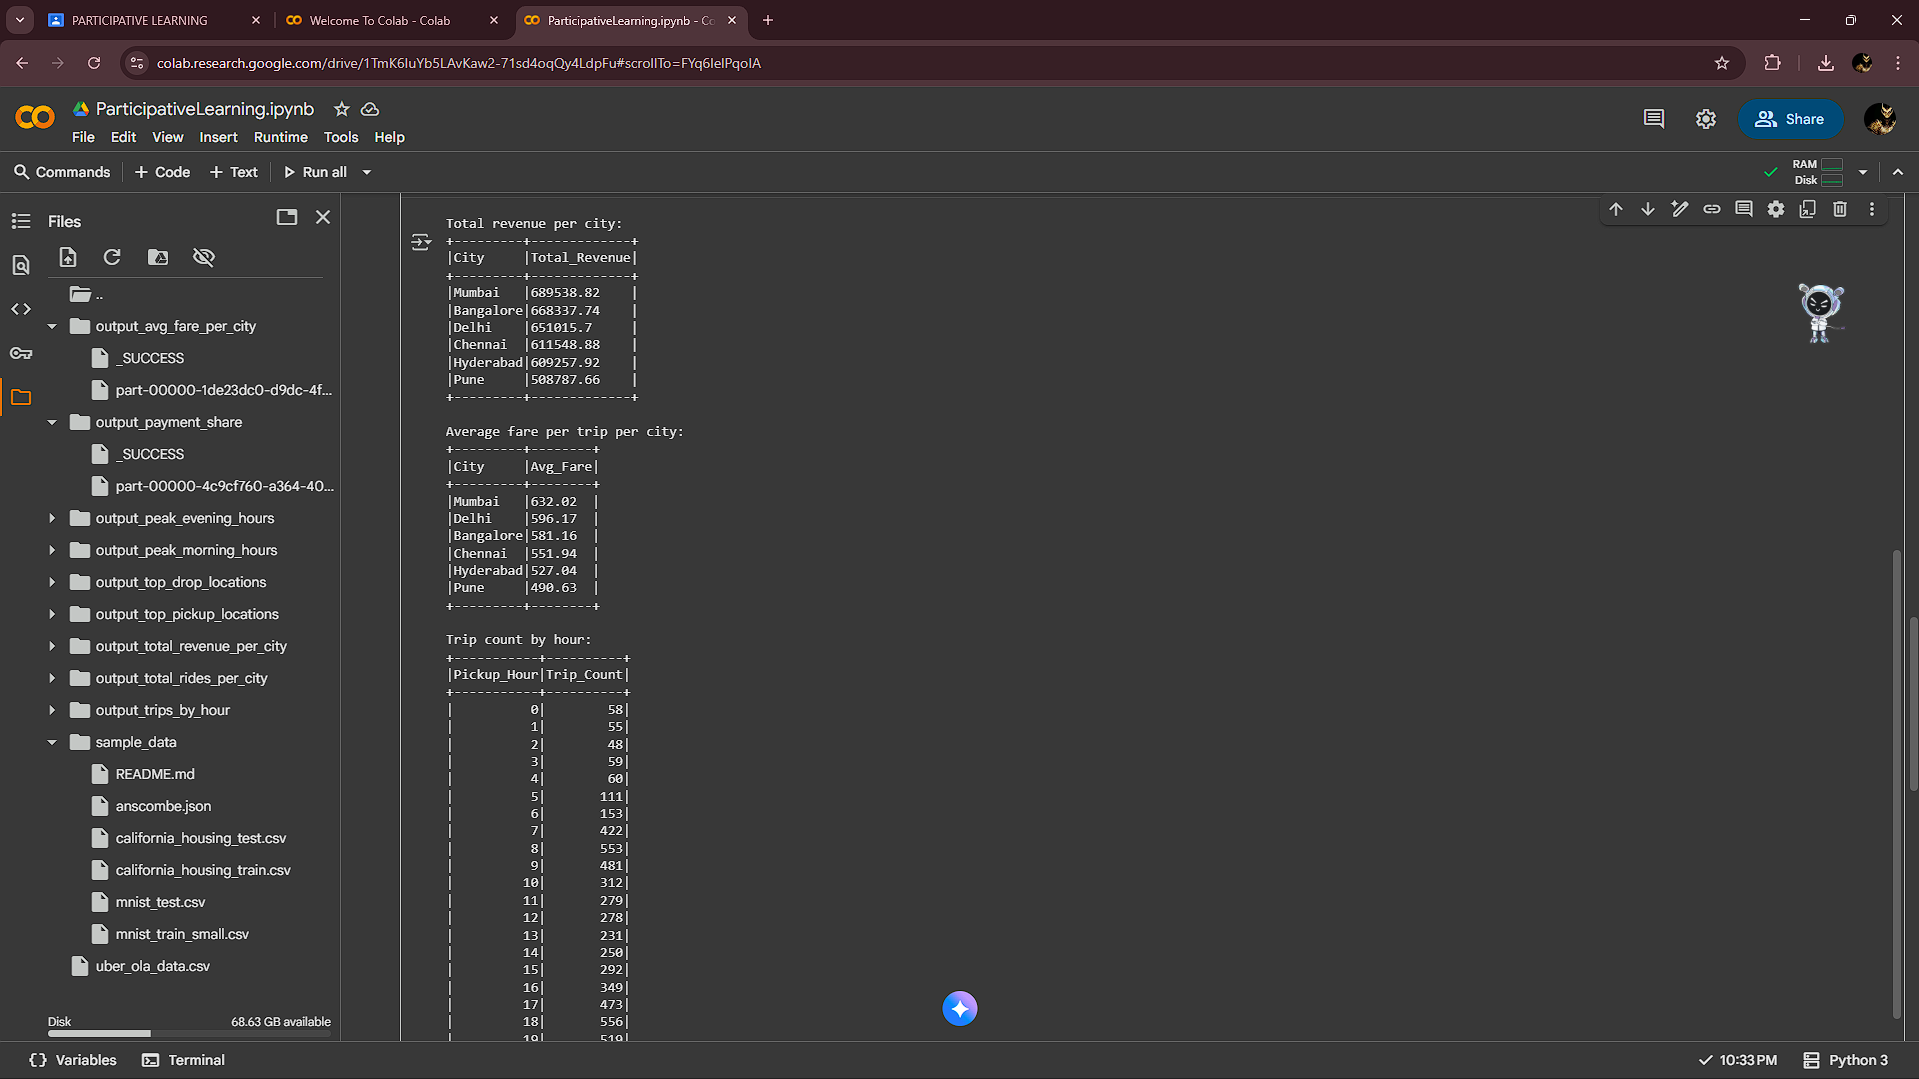 PARTICIPATIVE LEARNING
Welcome To Colab - Colab
ParticipativeLearning.ipynb - Co
colab.research.google.com/drive/1TmK6luYb5LAvKaw2-71sd4oqQy4LdpFu#scrollTo=FYq6lelPqoIA
ParticipativeLearning.ipynb
File Edit View Insert Runtime Tools Help
Share
Commands + Code + Text Run all
RAM
Disk
Files
..
output_avg_fare_per_city
_SUCCESS
part-00000-1de23dc0-d9dc-4f...
output_payment_share
_SUCCESS
part-00000-4c9cf760-a364-40...
output_peak_evening_hours
output_peak_morning_hours
output_top_drop_locations
output_top_pickup_locations
output_total_revenue_per_city
output_total_rides_per_city
output_trips_by_hour
sample_data
README.md
anscombe.json
california_housing_test.csv
california_housing_train.csv
mnist_test.csv
mnist_train_small.csv
uber_ola_data.csv
Disk 68.63 GB available
Total revenue per city:
+---------+-------------+
|City     |Total_Revenue|
+---------+-------------+
|Mumbai   |689538.82    |
|Bangalore|668337.74    |
|Delhi    |651015.7     |
|Chennai  |611548.88    |
|Hyderabad|609257.92    |
|Pune     |508787.66    |
+---------+-------------+
Average fare per trip per city:
+---------+--------+
|City     |Avg_Fare|
+---------+--------+
|Mumbai   |632.02  |
|Delhi    |596.17  |
|Bangalore|581.16  |
|Chennai  |551.94  |
|Hyderabad|527.04  |
|Pune     |490.63  |
+---------+--------+
Trip count by hour:
+-----------+----------+
|Pickup_Hour|Trip_Count|
+-----------+----------+
|          0|        58|
|          1|        55|
|          2|        48|
|          3|        59|
|          4|        60|
|          5|       111|
|          6|       153|
|          7|       422|
|          8|       553|
|          9|       481|
|         10|       312|
|         11|       279|
|         12|       278|
|         13|       231|
|         14|       250|
|         15|       292|
|         16|       349|
|         17|       473|
|         18|       556|
|         19|       519|
Variables Terminal
10:33 PM Python 3